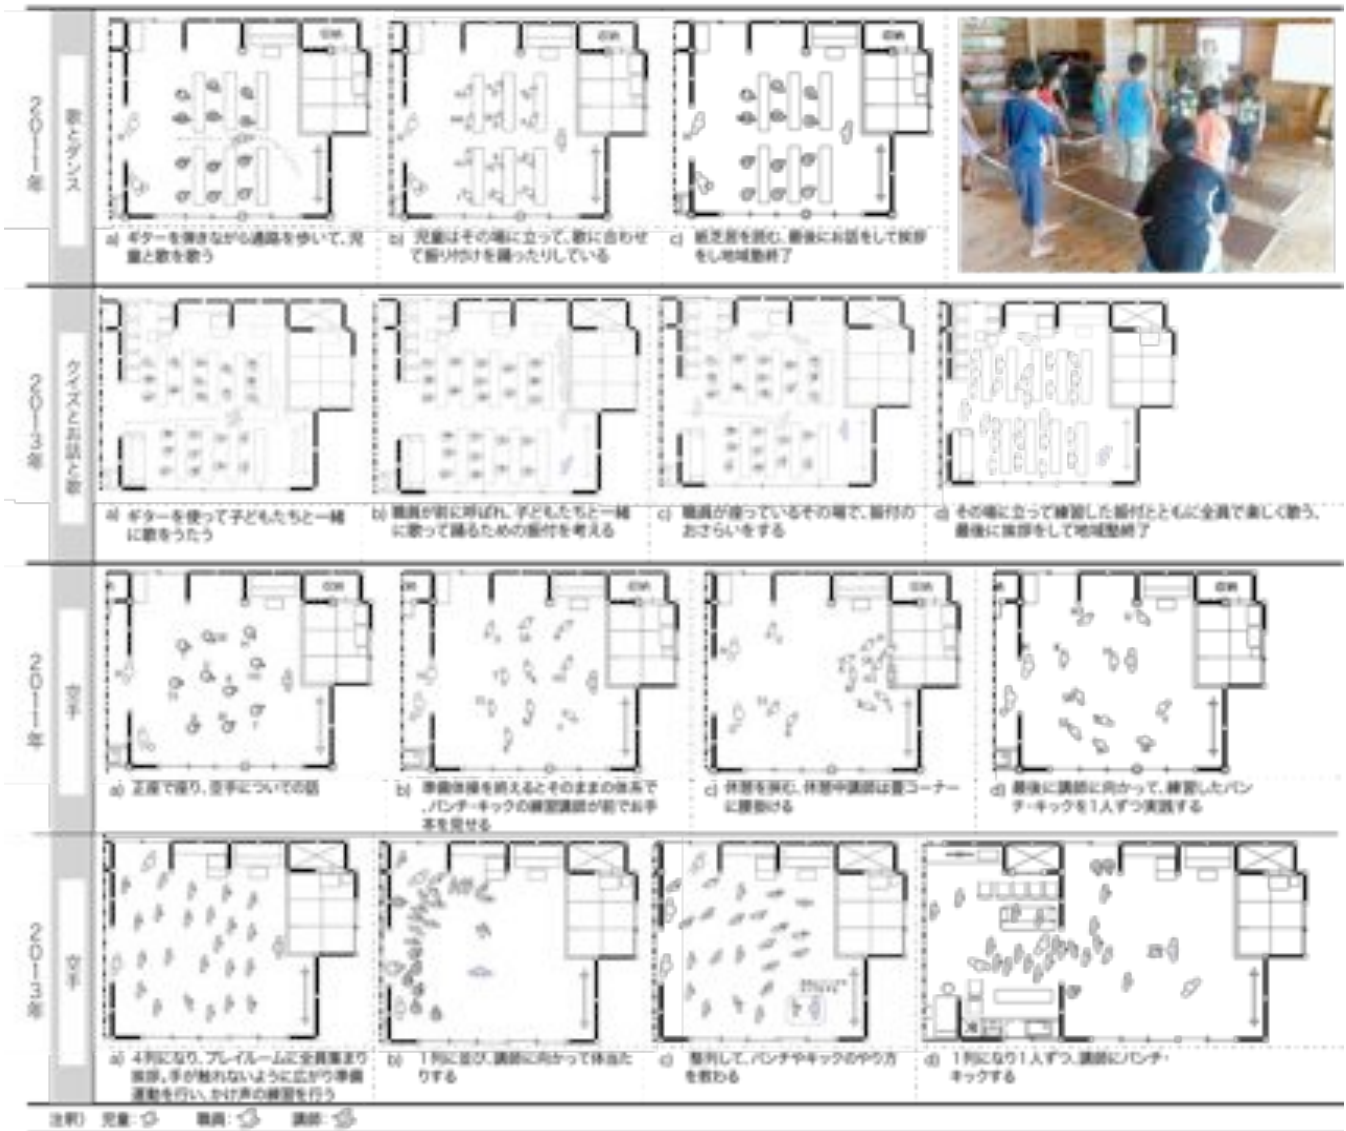 2011年
歌とダンス
a) ギターを弾きながら通路を歩いて、児
童と歌を歌う
b) 児童はその場に立って、歌に合わせ
て振り付けを踊ったりしている
c) 紙芝居を読む、最後にお話をして挨拶
をし地域塾終了
2013年
クイズとお話と歌
a) ギターを使って子どもたちと一緒
に歌をうたう
b) 職員が前に呼ばれ、子どもたちと一緒
に歌って踊るための振付を考える
c) 職員が座っているその場で、振付の
おさらいをする
d) その場に立って練習した振付とともに全員で楽しく歌う、
最後に挨拶をして地域塾終了
2011年
空手
a) 正座で座り、空手についての話
b) 準備体操を終えるとそのままの体系で
、パンチ・キックの練習講師が前でお手
本を見せる
c) 休憩を挟む、休憩中講師は畳コーナー
に腰掛ける
d) 最後に講師に向かって、練習したパン
チ・キックを1人ずつ実践する
2013年
空手
a) 4列になり、プレイルームに全員集まり
挨拶。手が触れないように広がり準備
運動を行い、かけ声の練習を行う
b) 1列に並び、講師に向かって体当た
りする
c) 整列して、パンチやキックのやり方
を教わる
d) 1列になり1人ずつ、講師にパンチ・
キックする
注釈) 児童: 職員: 講師: